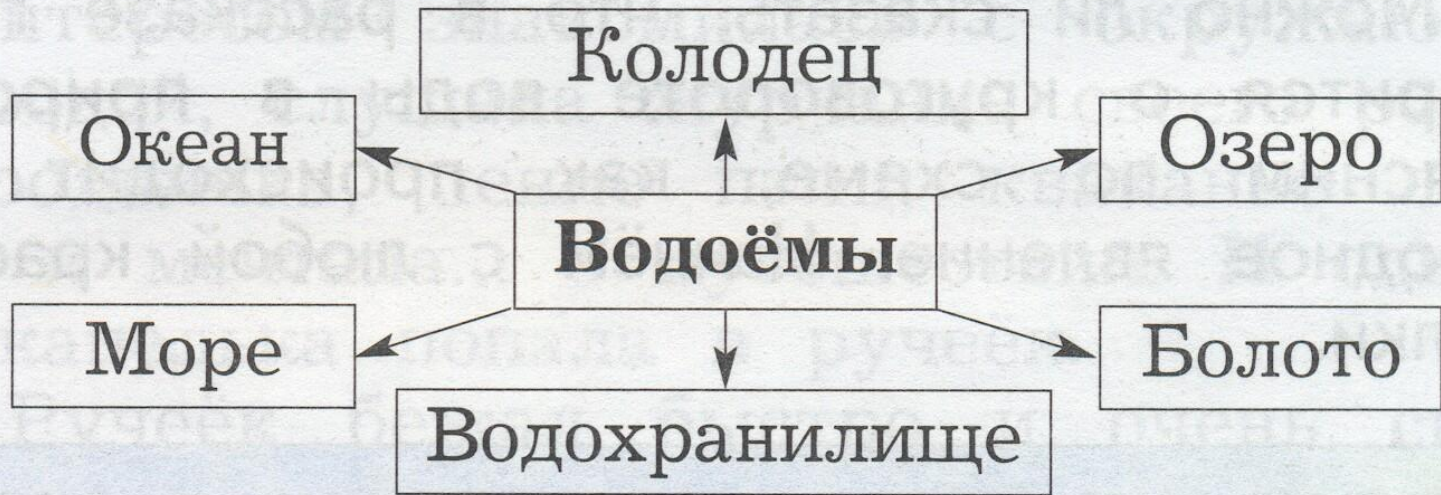 Колодец
Океан
Озеро
Водоёмы
Море
Болото
Водохранилище